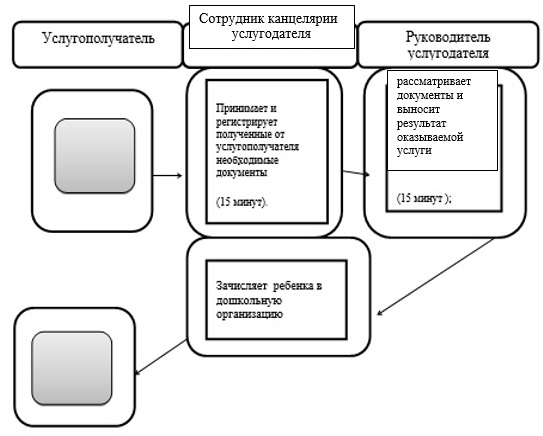 Услугополучатель
Сотрудник канцелярии
услугодателя
Руководитель
услугодателя
Принимает и
регистрирует
полученные от
услугополучателя
необходимые
документы
(15 минут).
рассматривает
документы и
выносит
результат
оказываемой
услуги
(15 минут );
Зачисляет ребенка в
дошкольную
организацию